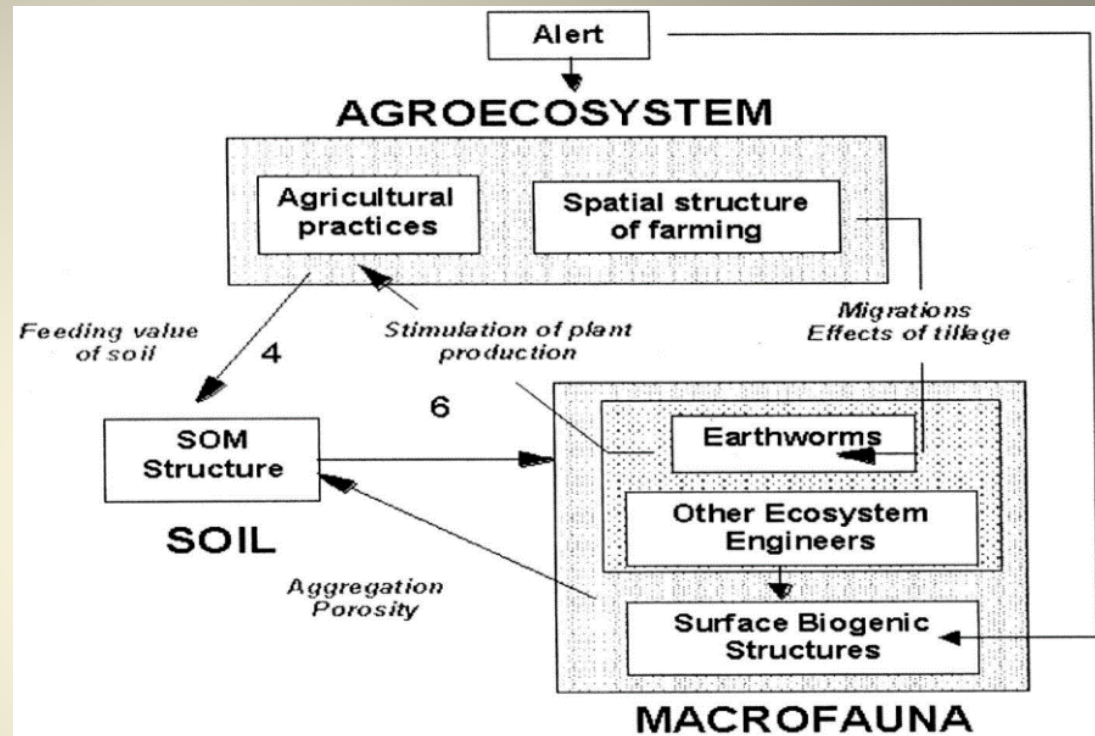 Alert
AGROECOSYSTEM
Agricultural
practices
Spatial structure
of farming
Feeding value
of soil
4
Stimulation of plant
production
Migrations
Effects of tillage
6
SOM
Structure
SOIL
Earthworms
Other Ecosystem
Engineers
Aggregation
Porosity
Surface Biogenic
Structures
MACROFAUNA